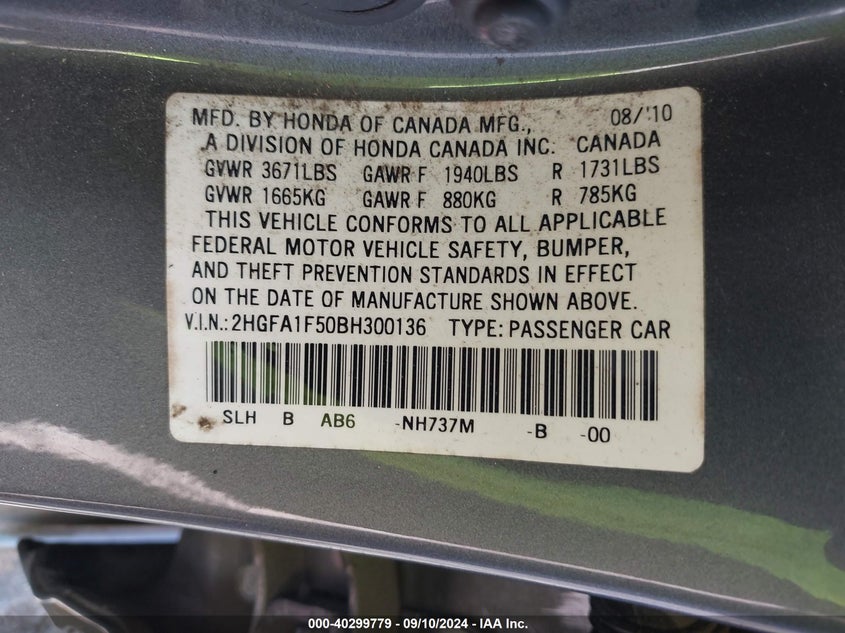 MFD. BY HONDA OF CANADA MFG., 08/'10
A DIVISION OF HONDA CANADA INC. CANADA
GVWR 3671LBS GAWR F 1940LBS R 1731LBS
GVWR 1665KG GAWR F 880KG R 785KG
THIS VEHICLE CONFORMS TO ALL APPLICABLE
FEDERAL MOTOR VEHICLE SAFETY, BUMPER,
AND THEFT PREVENTION STANDARDS IN EFFECT
ON THE DATE OF MANUFACTURE SHOWN ABOVE.
V.I.N.: 2HGFA1F50BH300136 TYPE: PASSENGER CAR
SLH B AB6 -NH737M -B -00
000-40299779 - 09/10/2024 - IAA Inc.